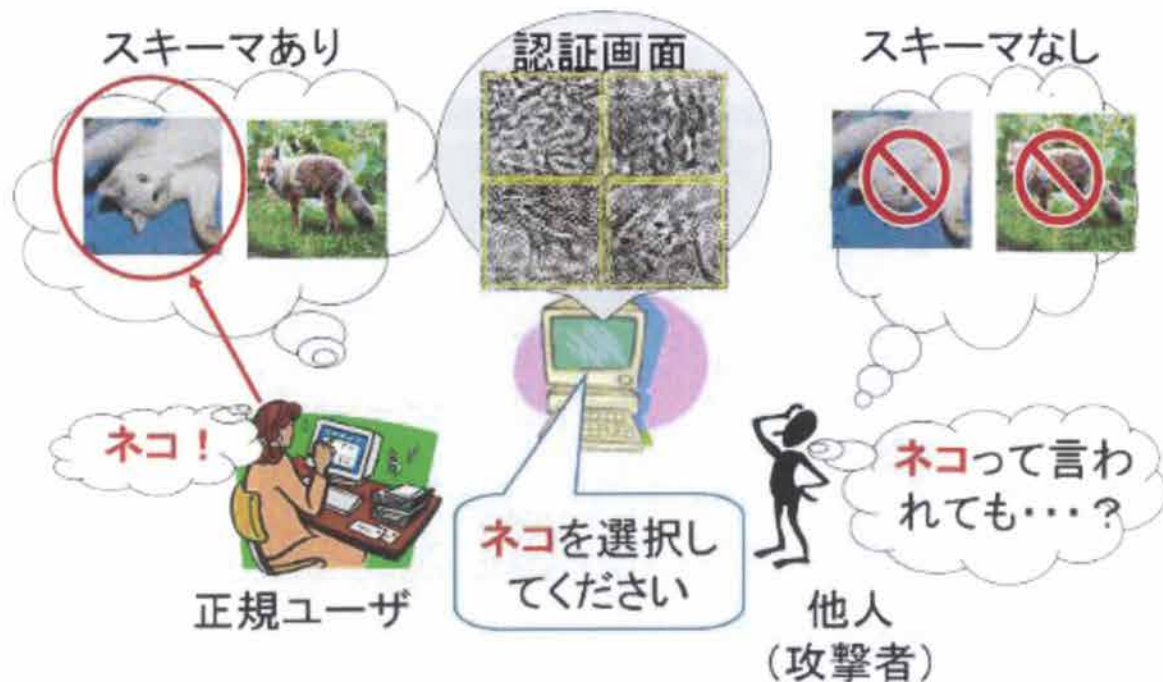 スキーマあり
認証画面
スキーマなし
ネコ！
ネコを選択し
てください
ネコって言わ
れても・・・？
正規ユーザ
他人
（攻撃者）